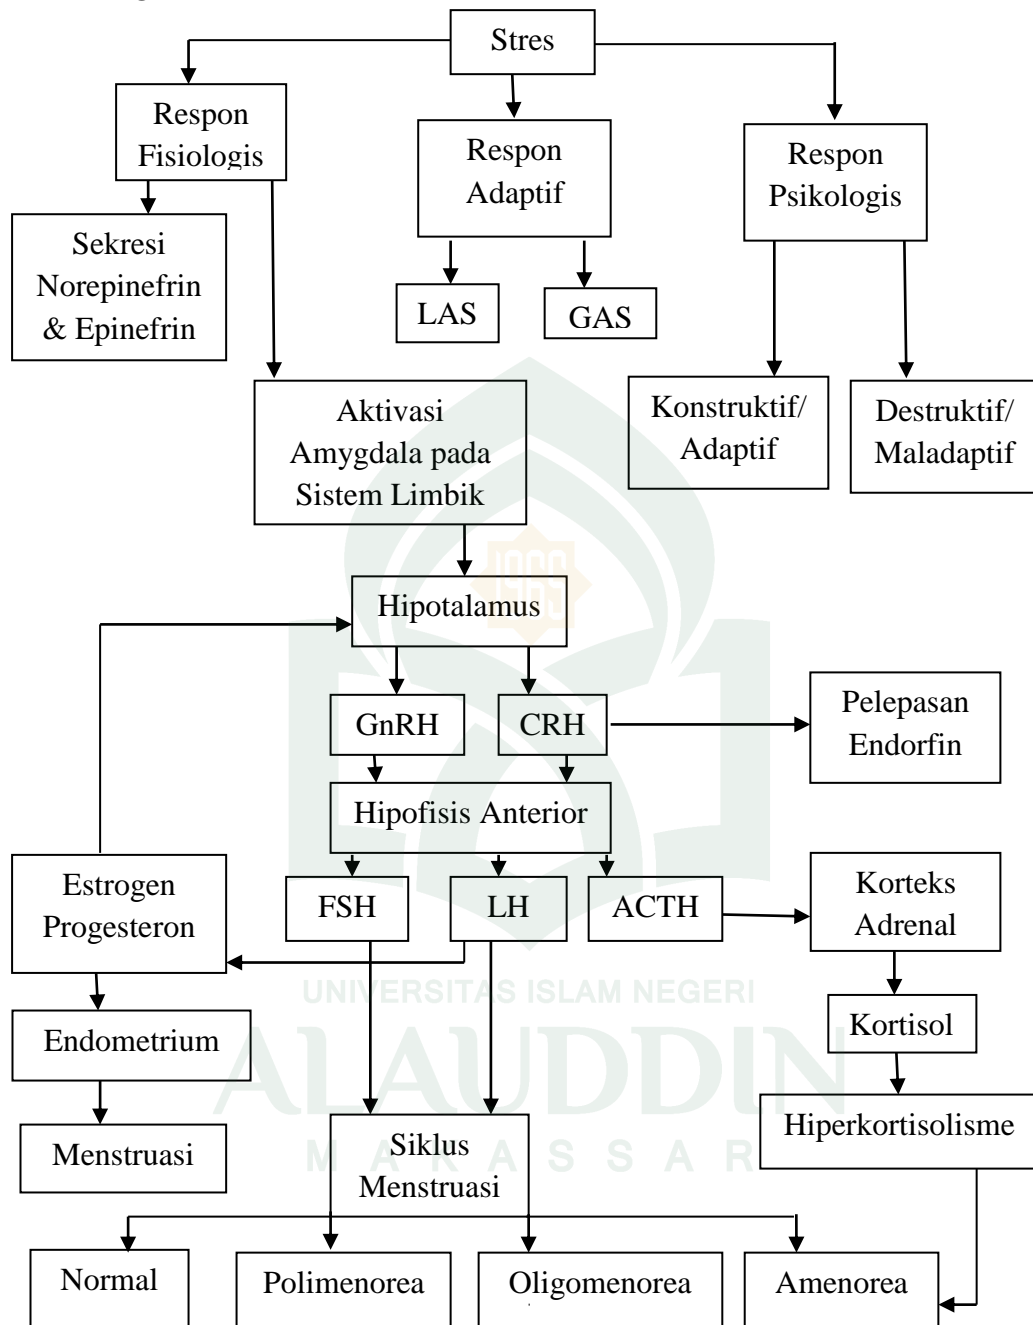 Stres
Respon
Fisiologis
Respon
Adaptif
Respon
Psikologis
Sekresi
Norepinefrin
& Epinefrin
LAS
GAS
Aktivasi
Amygdala pada
Sistem Limbik
Konstruktif/
Adaptif
Destruktif/
Maladaptif
1969
Hipotalamus
GnRH
CRH
Pelepasan
Endorfin
Hipofisis Anterior
Estrogen
Progesteron
FSH
LH
ACTH
Korteks
Adrenal
UNIVERSITAS ISLAM NEGERI
ALAUDDIN
MAKASSAR
Endometrium
Kortisol
Menstruasi
Siklus
Menstruasi
Hiperkortisolisme
Normal
Polimenorea
Oligomenorea
Amenorea